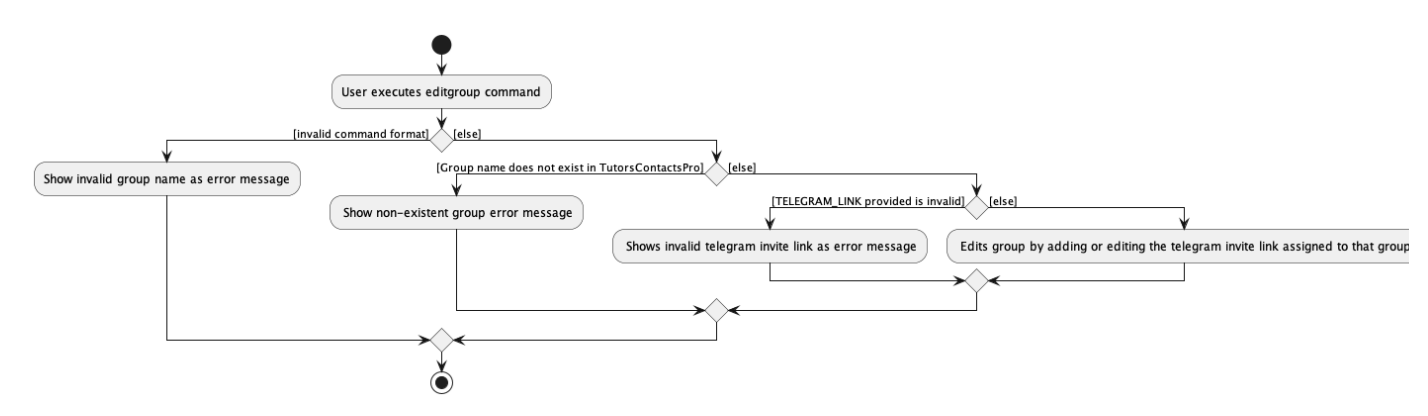 User executes editgroup command
[invalid command format]
[else]
Show invalid group name as error message
[Group name does not exist in TutorsContactsPro]
[else]
Show non-existent group error message
[TELEGRAM_LINK provided is invalid]
[else]
Shows invalid telegram invite link as error message
Edits group by adding or editing the telegram invite link assigned to that group